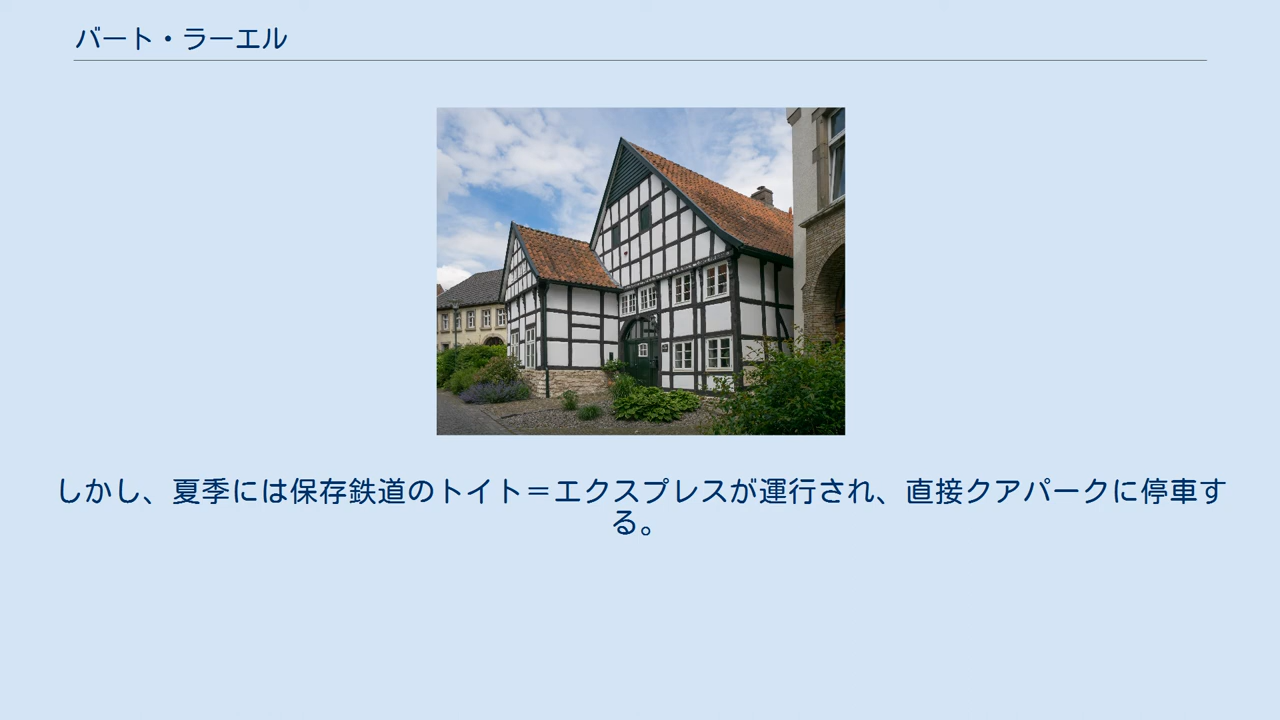 バート・ラーエル
しかし、夏季には保存鉄道のトイト＝エクスプレスが運行され、直接クアパークに停車す
る。